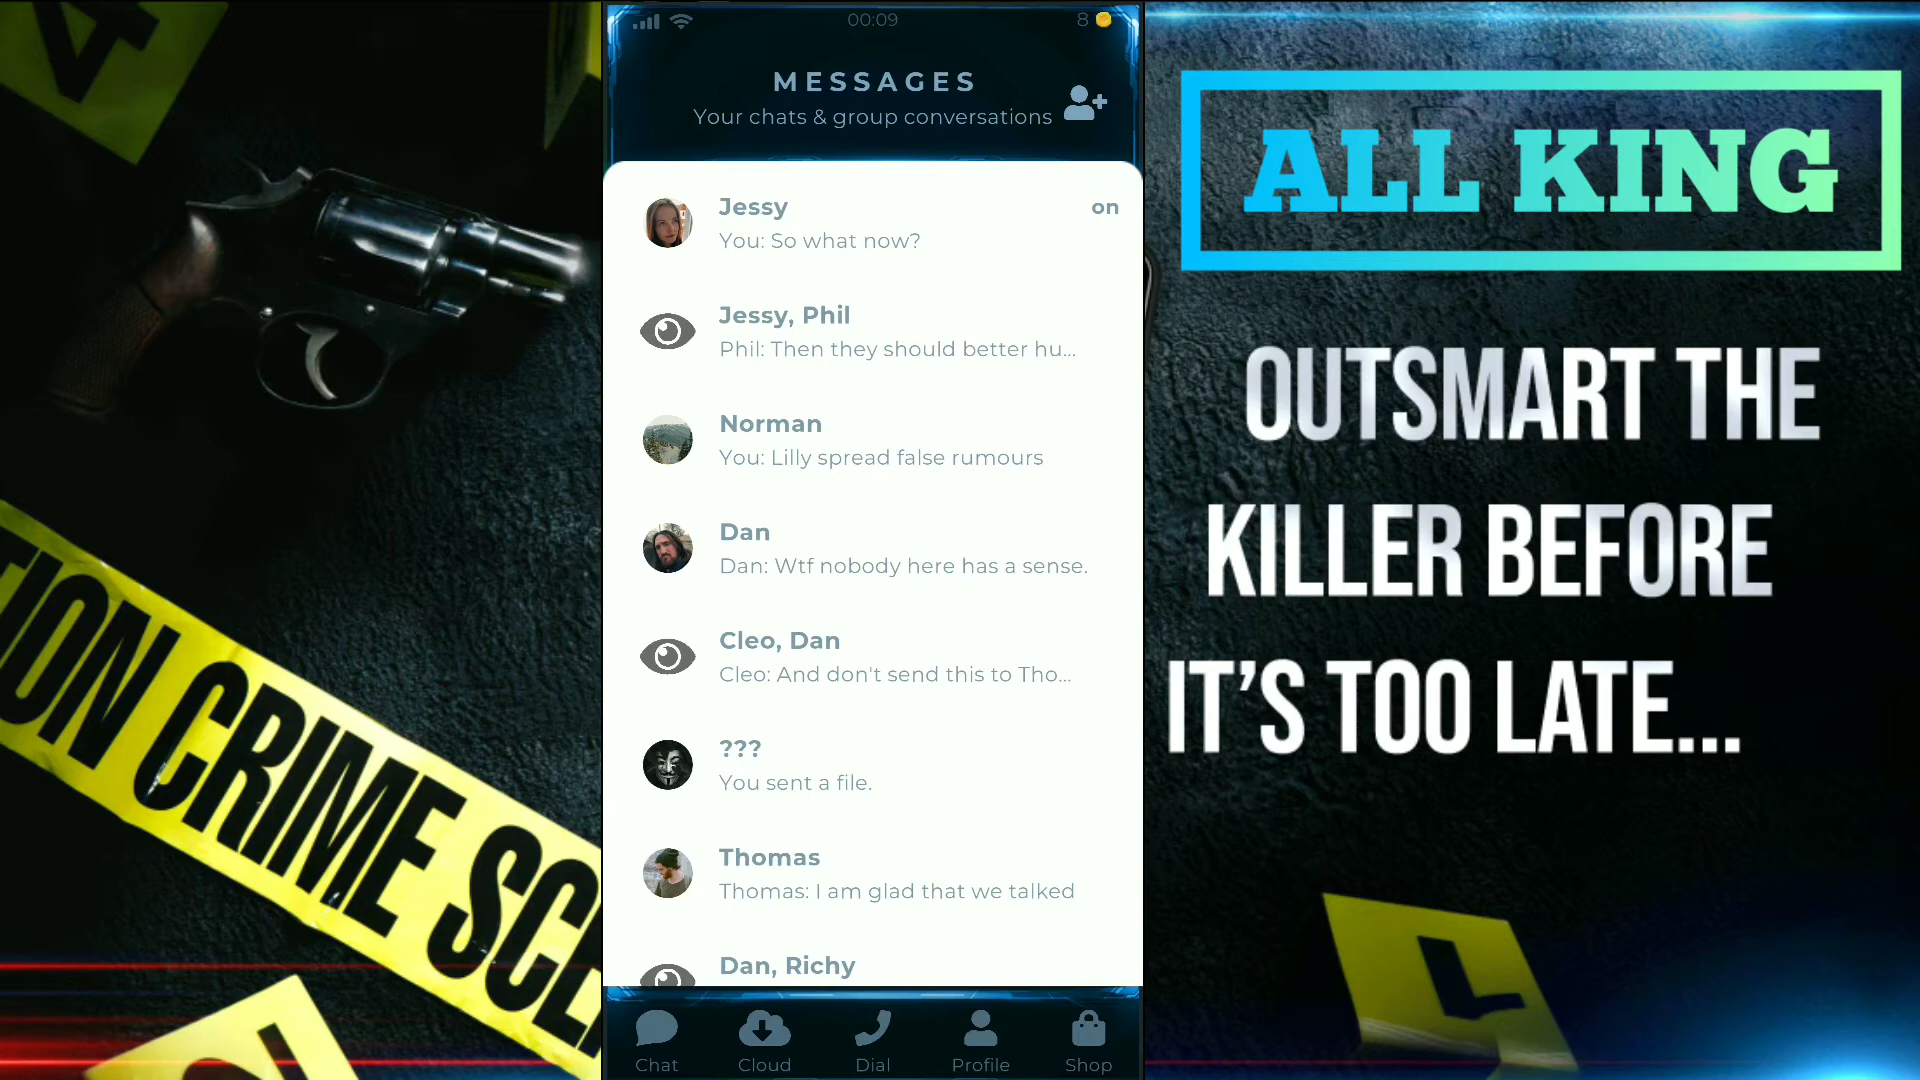 00:09
8
MESSAGES
Your chats & group conversations
Jessy
on
You: So what now?
Jessy, Phil
Phil: Then they should better hu...
Norman
You: Lilly spread false rumours
Dan
Dan: Wtf nobody here has a sense.
Cleo, Dan
Cleo: And don't send this to Tho...
???
You sent a file.
Thomas
Thomas: I am glad that we talked
Dan, Richy
Chat
Cloud
Dial
Profile
Shop
ALL KING
OUTSMART THE
KILLER BEFORE
IT'S TOO LATE...
TION CRIME SCE